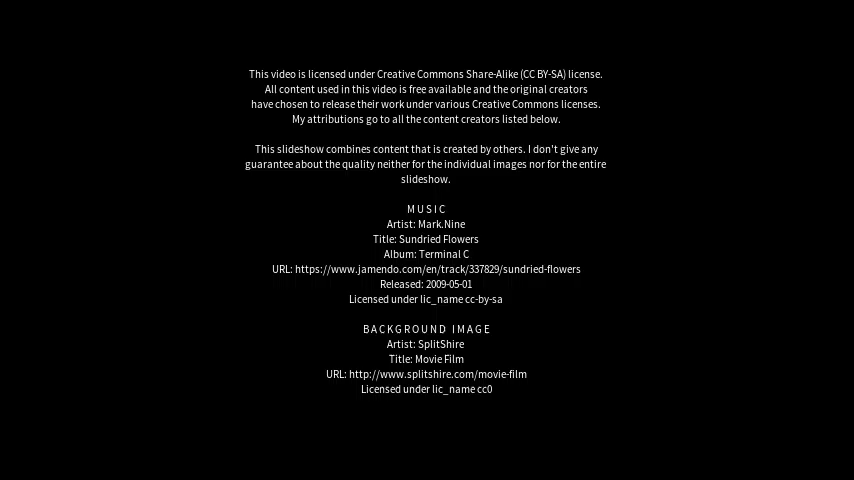 This video is licensed under Creative Commons Share-Alike (CC BY-SA) license.
All content used in this video is free available and the original creators
have chosen to release their work under various Creative Commons licenses.
My attributions go to all the content creators listed below.
This slideshow combines content that is created by others. I don't give any
guarantee about the quality neither for the individual images nor for the entire
slideshow.
MUSIC
Artist: Mark.Nine
Title: Sundried Flowers
Album: Terminal C
URL: https://www.jamendo.com/en/track/337829/sundried-flowers
Released: 2009-05-01
Licensed under lic_name cc-by-sa
BACKGROUND IMAGE
Artist: SplitShire
Title: Movie Film
URL: http://www.splitshire.com/movie-film
Licensed under lic_name cc0